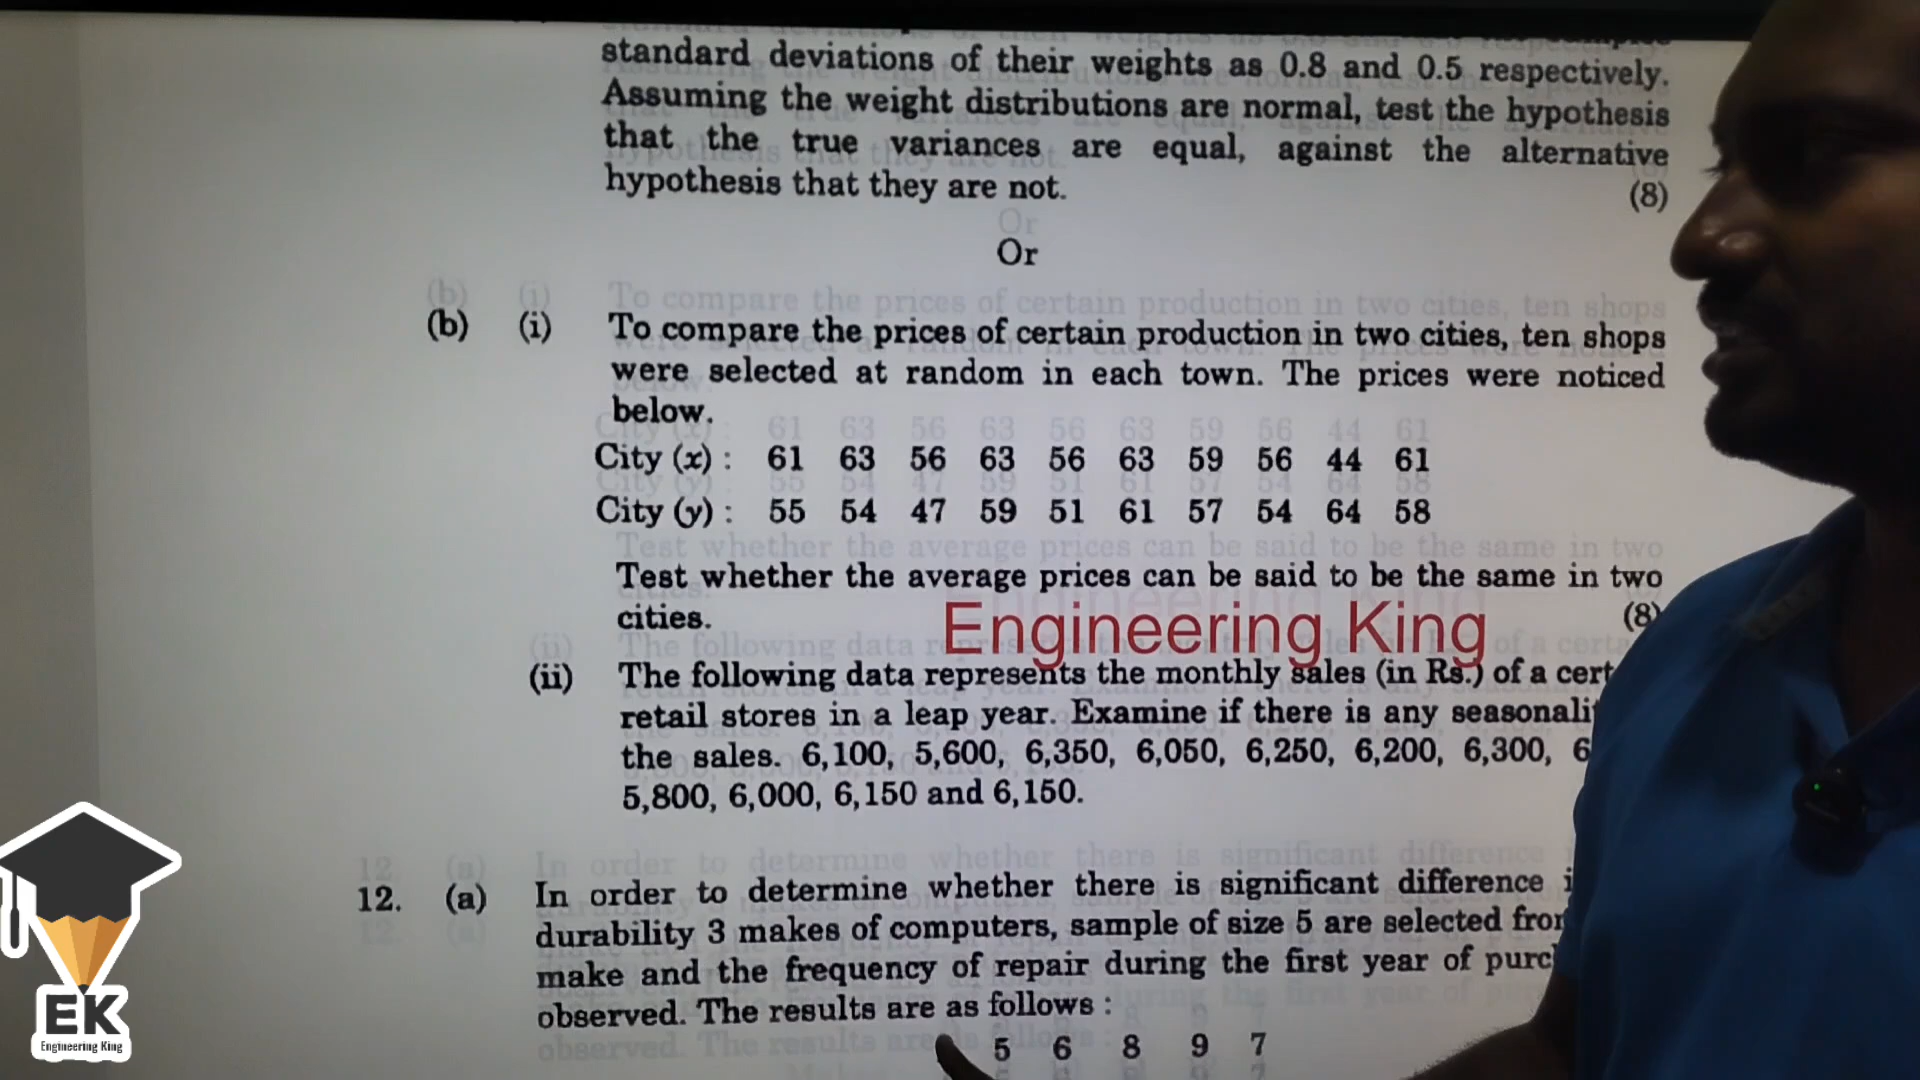 standard deviations of their weights as 0.8 and 0.5 respectively.
Assuming the weight distributions are normal, test the hypothesis
that the true variances are equal, against the alternative
hypothesis that they are not. (8)
Or
(b) (i) To compare the prices of certain production in two cities, ten shops
were selected at random in each town. The prices were noticed
below.
City (x) : 61 63 56 63 56 63 59 56 44 61
City (y) : 55 54 47 59 51 61 57 54 64 58
Test whether the average prices can be said to be the same in two
cities. (8)
Engineering King
(ii) The following data represents the monthly sales (in Rs.) of a
retail stores in a leap year. Examine if there is any
the sales. 6,100, 5,600, 6,350, 6,050, 6,250, 6,200, 6,300,
5,800, 6,000, 6,150 and 6,150.
12. (a) In order to determine whether there is significant difference
durability 3 makes of computers, sample of size 5 are selected
make and the frequency of repair during the first year of
observed. The results are as follows :
5 6 8 9 7
EK
Engineering King